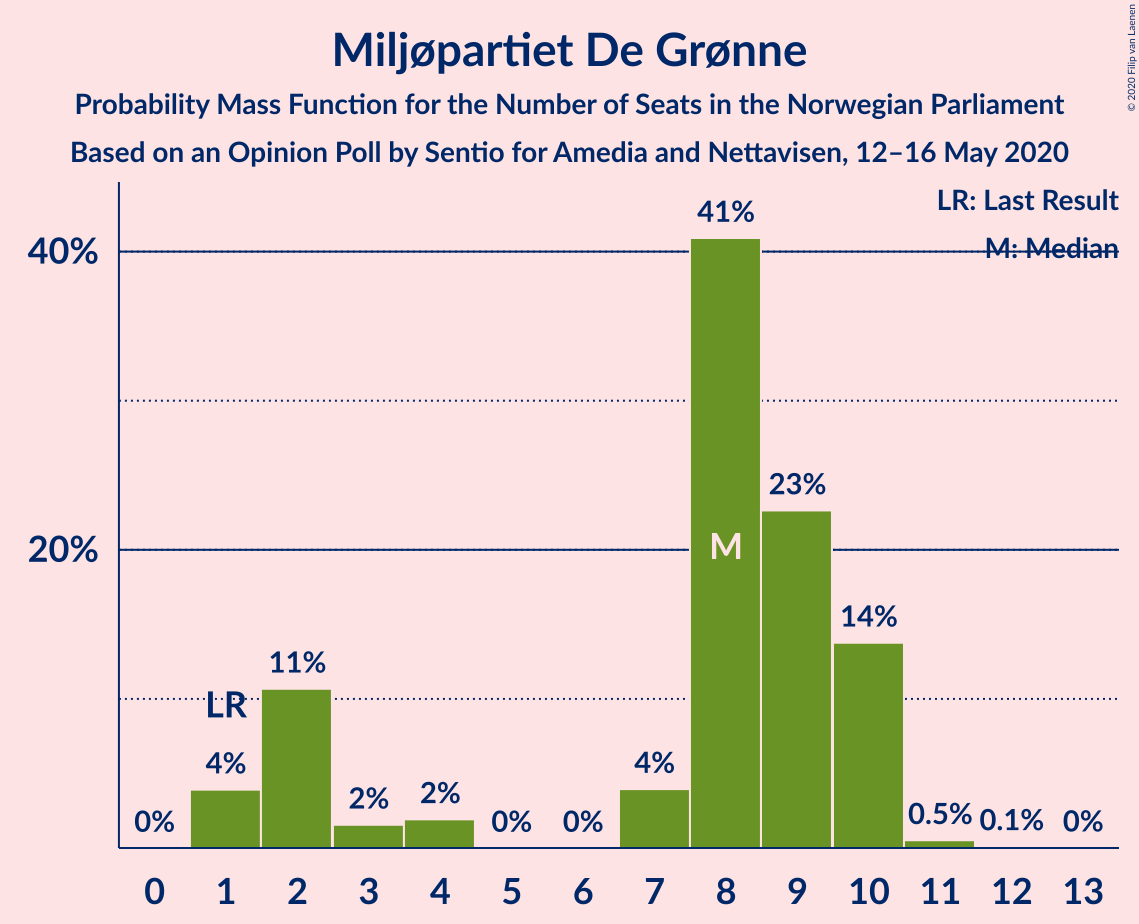 Miljøpartiet De Grønne
Probability Mass Function for the Number of Seats in the Norwegian Parliament
Based on an Opinion Poll by Sentio for Amedia and Nettavisen, 12–16 May 2020
© 2020 Filip van Laenen
LR: Last Result
M: Median
40%
20%
0%
4%
LR
11%
2%
2%
0%
0%
4%
41%
M
23%
14%
0.5%
0.1%
0%
0 1 2 3 4 5 6 7 8 9 10 11 12 13